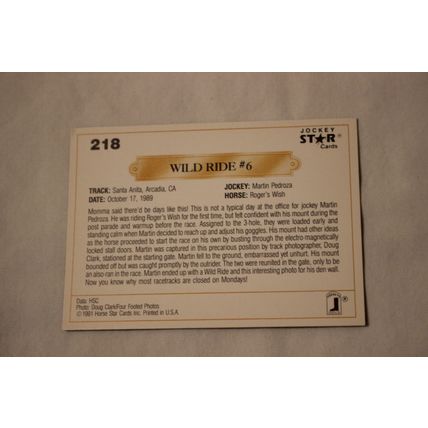 218
JOCKEY
STAR®
Cards
WILD RIDE #6
TRACK: Santa Anita, Arcadia, CA
DATE: October 17, 1989
JOCKEY: Martin Pedroza
HORSE: Roger's Wish
Momma said there'd be days like this! This is not a typical day at the office for jockey Martin
Pedroza. He was riding Roger's Wish for the first time, but left confident with his mount during the
post parade and warmup before the race. Assigned to the 3-hole, they were loaded into the
starting gate when Martin decided to reach up and adjust his goggles. His mount had other ideas
as the horse proceeded to start the race on his own by busting through the electro-magnetically
locked stall doors. Martin was captured in this precarious position by track photographer, Doug
Clark, stationed at the starting gate. Martin fell to the ground, embarrassed yet unhurt. His mount
bounded off but was caught promptly by the outrider. The two were reunited in the gate, only to be
an also-ran in the race. Martin ended up with a Wild Ride and this interesting photo for his den wall.
Now you know why most racetracks are closed on Mondays!
Data: HSC
Photo: Doug Clark/Four Footed Photos
© 1991 Horse Star Cards Inc. Printed in U.S.A.
J ®